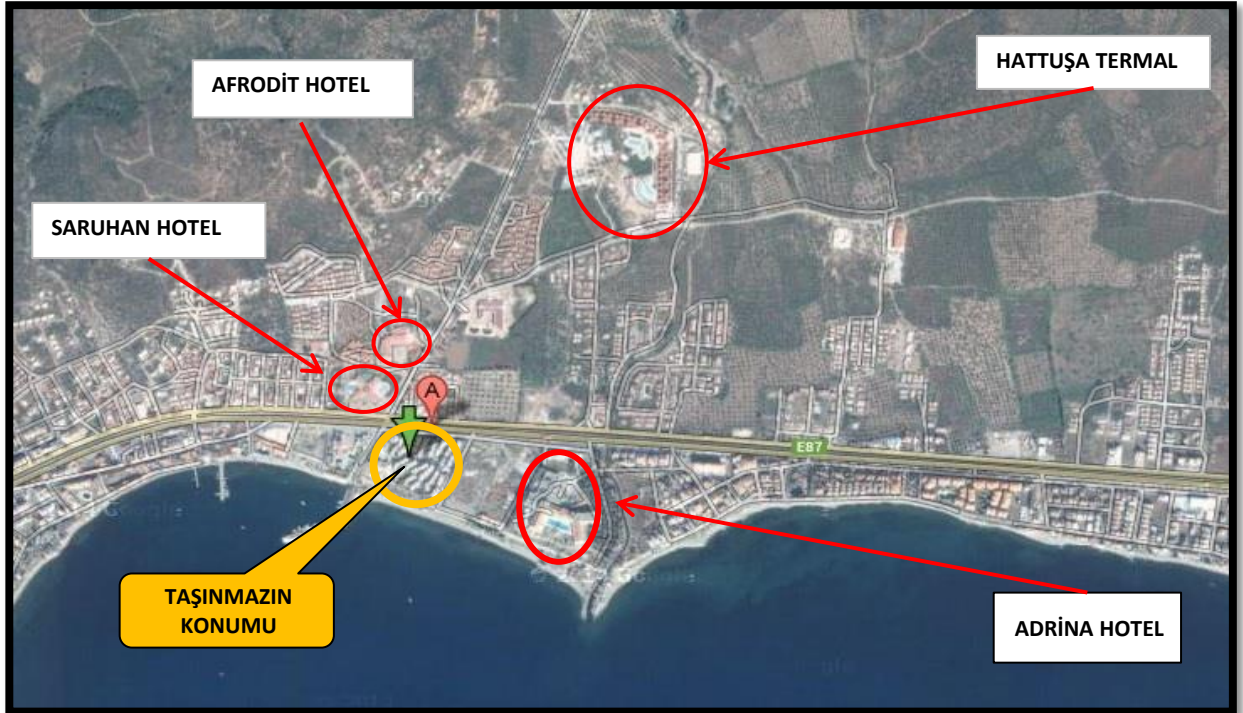 HATTUŞA TERMAL
AFRODİT HOTEL
SARUHAN HOTEL
A
E87
TAŞINMAZIN
KONUMU
ADRİNA HOTEL